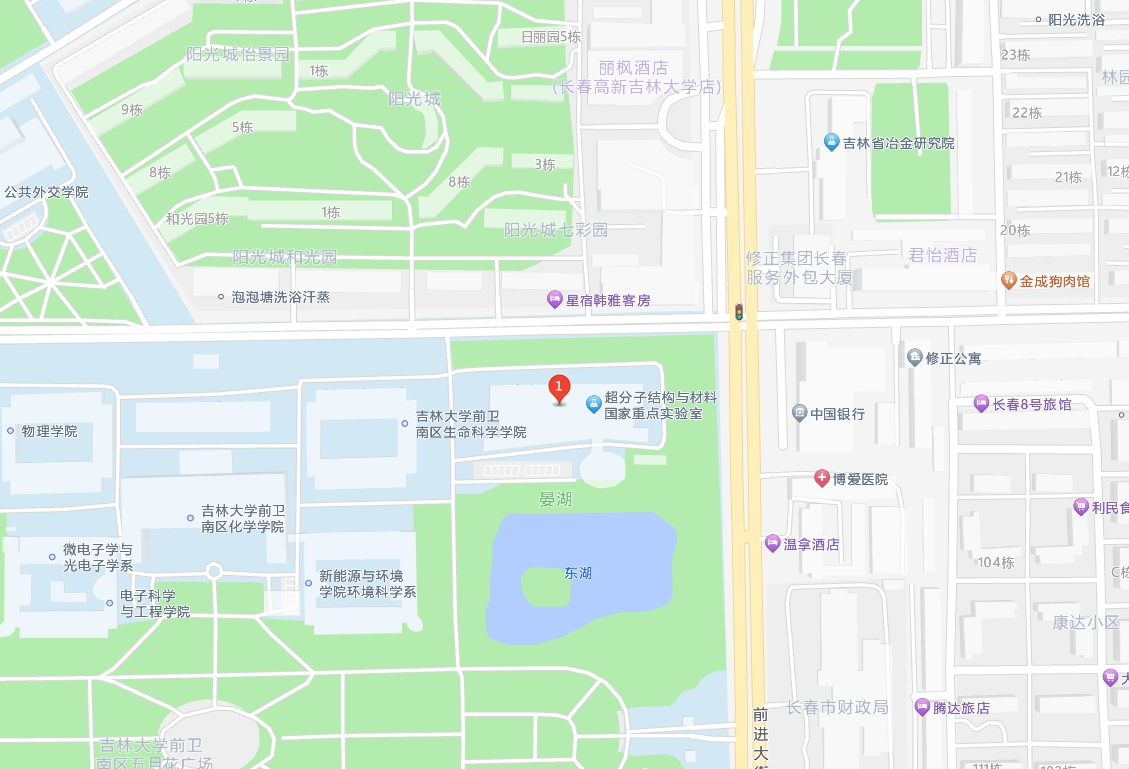 1栋
日丽园5栋
阳光洗浴
阳光城怡景园
丽枫酒店
(长春高新吉林大学店)
1栋
23栋
阳光城
9栋
22栋
5栋
吉林省冶金研究院
3栋
8栋
8栋
21栋
公共外交学院
和光园5栋
1栋
阳光城七彩园
20栋
阳光城和光园
修正集团长春
服务外包大厦
君怡酒店
金成狗肉馆
泡泡塘洗浴汗蒸
星宿韩雅客房
修正公寓
1
超分子结构与材料
国家重点实验室
长春8号旅馆
中国银行
物理学院
吉林大学前卫
南区生命科学学院
博爱医院
晏湖
吉林大学前卫
南区化学学院
利民食
微电子学与
光电子学系
温拿酒店
104栋
东湖
新能源与环境
学院环境科学系
电子科学
与工程学院
康达小区
长春市财政局
腾达旅店
前
进
大
吉林大学前卫
南区五月花广场